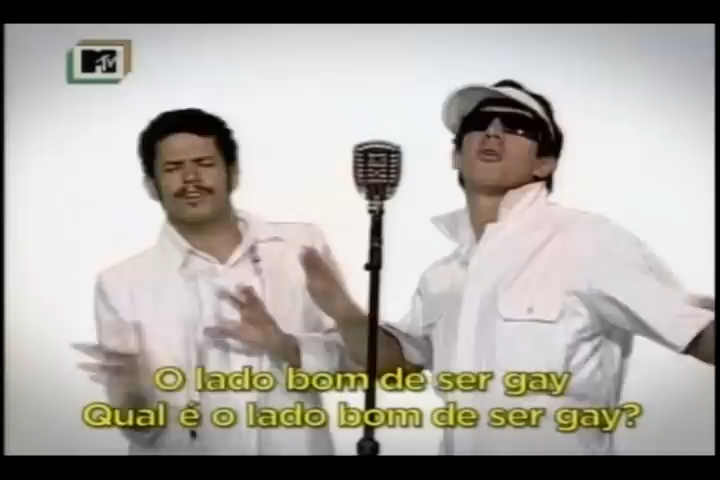 MTV
O lado bom de ser gay
Qual é o lado bom de ser gay?